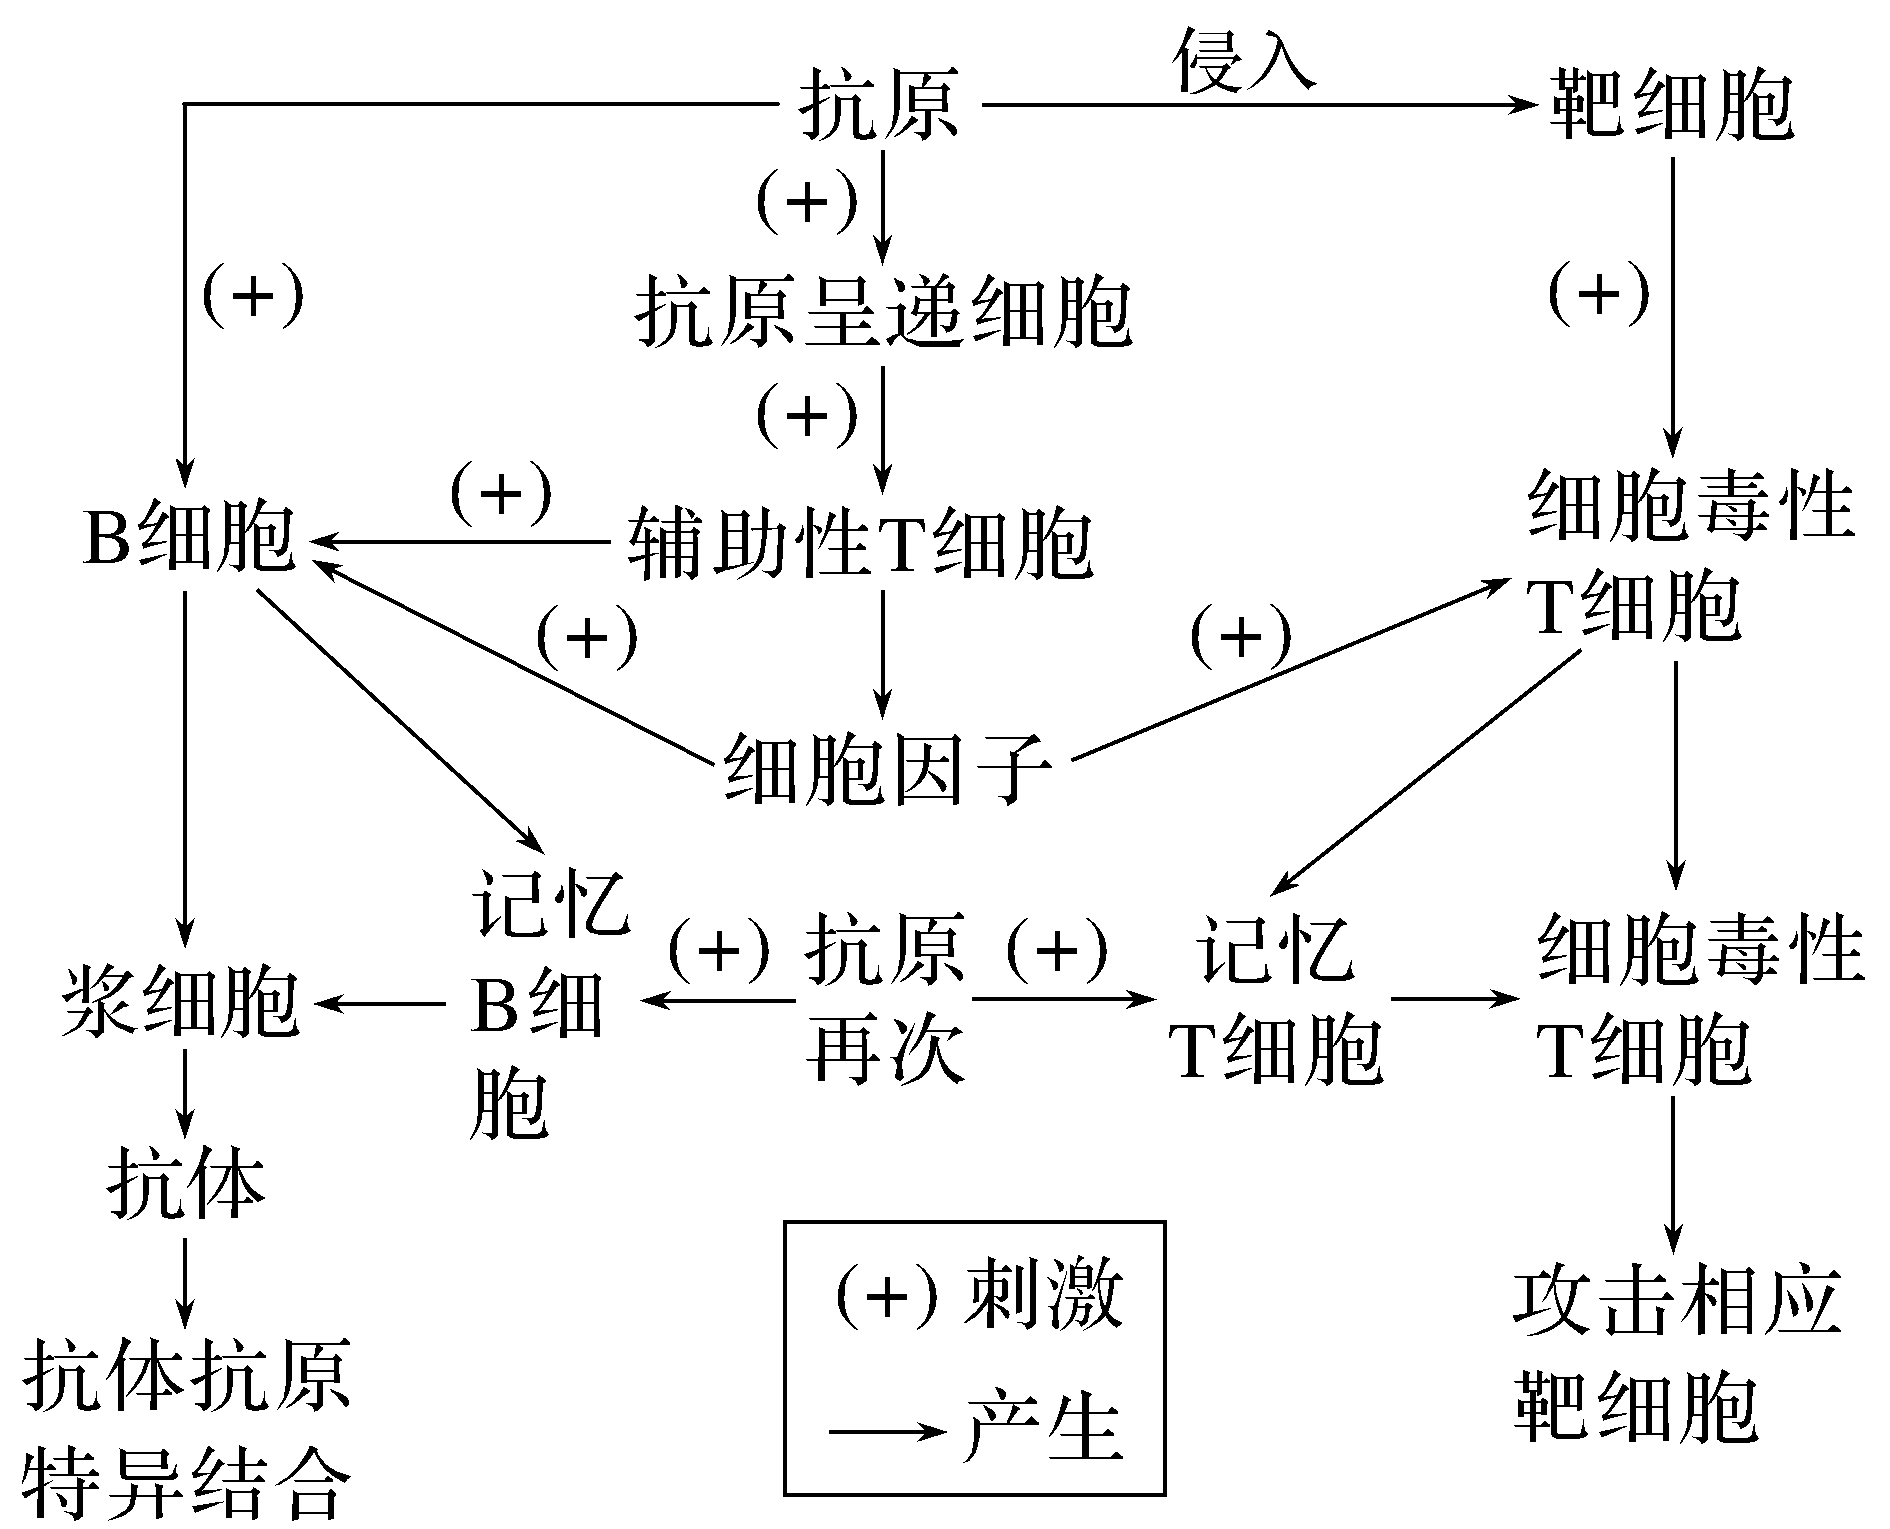 侵入
抗原
靶细胞
(+)
抗原呈递细胞
(+)
(+)
(+)
(+)
B细胞
辅助性T细胞
细胞毒性
T细胞
(+)
(+)
细胞因子
记忆
B细
胞
(+)
抗原
再次
(+)
记忆
T细胞
细胞毒性
T细胞
浆细胞
抗体
抗体抗原
特异结合
(+)刺激
产生
攻击相应
靶细胞